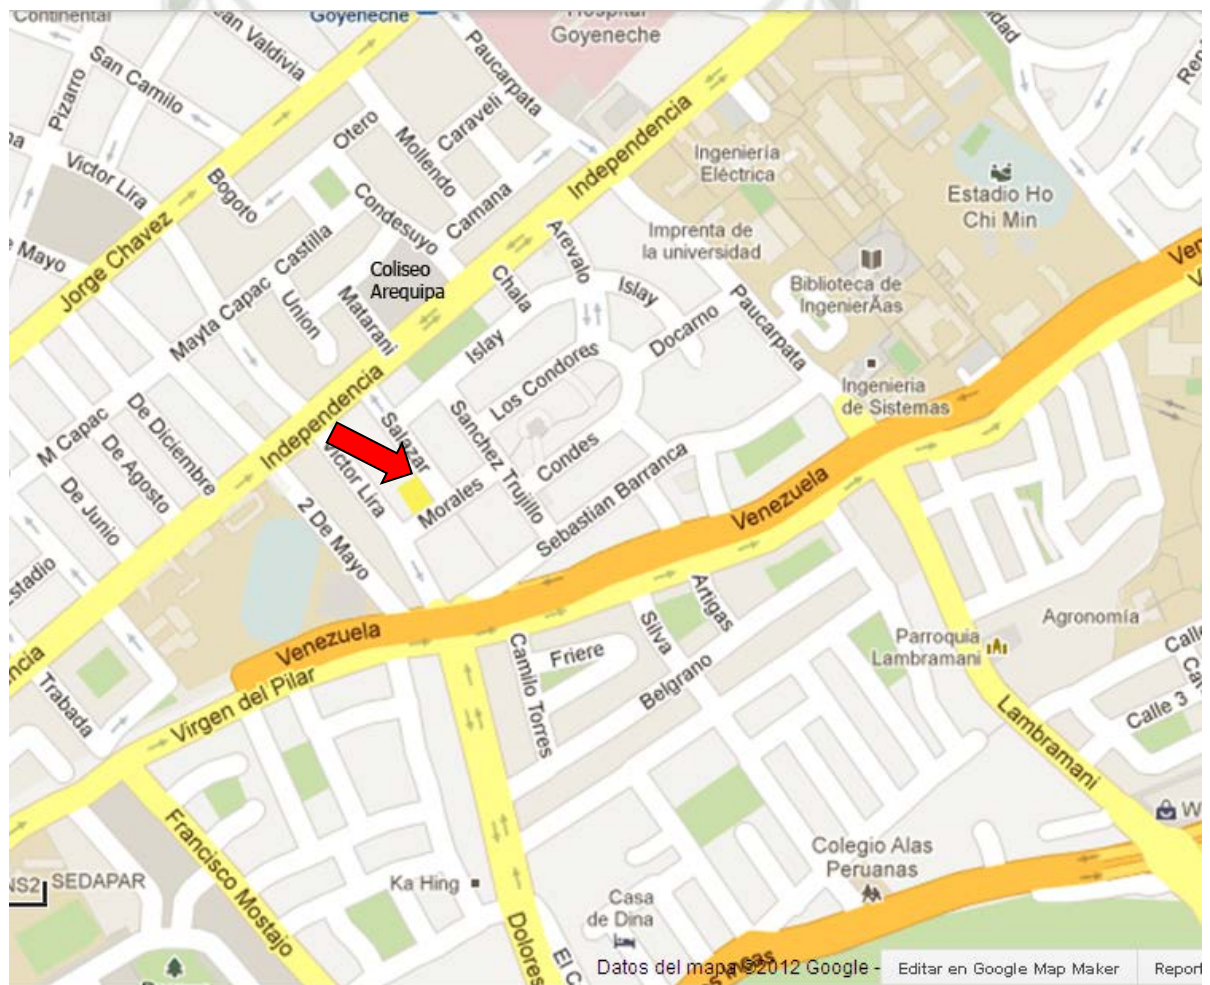 Continental
Goyeneche
Hospital
Goyeneche
Jean Valdivia
Paucarpata
San Camilo
Pizarro
Otero
Mollendo
Caraveli
Independencia
Ingeniería
Eléctrica
Estadio Ho
Chi Min
Victor Lira
Bogoto
Condesuyo
Camana
Arevalo
Imprenta de
la universidad
Biblioteca de
IngenierÃas
e Mayo
Jorge Chavez
Castilla
Mayta Capac
Union
Matarani
Coliseo
Arequipa
Chala
Islay
Islay
Docarno
Paucarpata
Los Condores
Ingenieria
de Sistemas
M Capac
De Diciembre
De Agosto
De Junio
Independencia
Salazar
Victor Lira
Morales
Sanchez Trujillo
Condes
Sebastian Barranca
Venezuela
2 De Mayo
Estadio
Venezuela
Virgen del Pilar
Trabada
Camilo Torres
Friere
Silva
Artigas
Belgrano
Parroquia
Lambramani
Agronomía
Calle
Calle 3
Lambramani
Francisco Mostajo
SEDAPAR
Ka Hing
Dolores
Casa
de Dina
Colegio Alas
Peruanas
Datos del mapa ©2012 Google -
Editar en Google Map Maker
Report